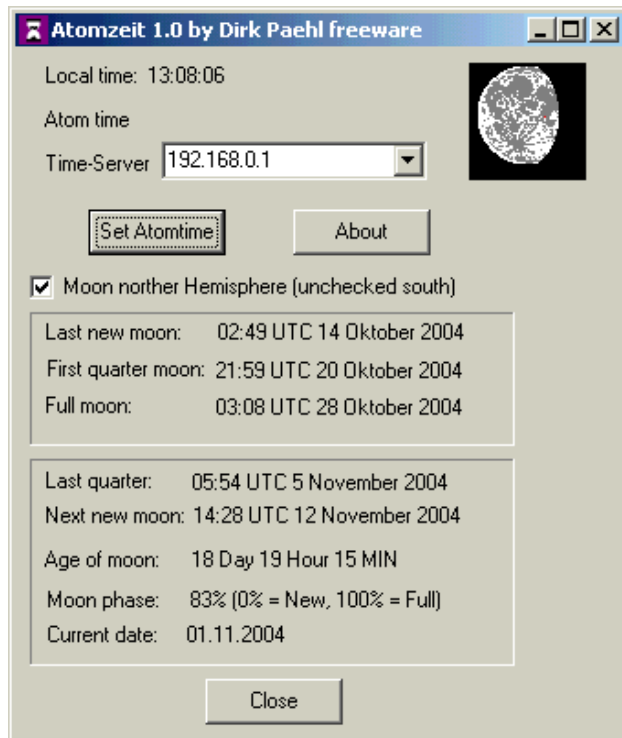 Atomzeit 1.0 by Dirk Paehl freeware
Local time: 13:08:06
Atom time
Time-Server 192.168.0.1
Set Atomtime About
Moon norther Hemisphere (unchecked south)
Last new moon: 02:49 UTC 14 Oktober 2004
First quarter moon: 21:59 UTC 20 Oktober 2004
Full moon: 03:08 UTC 28 Oktober 2004
Last quarter: 05:54 UTC 5 November 2004
Next new moon: 14:28 UTC 12 November 2004
Age of moon: 18 Day 19 Hour 15 MIN
Moon phase: 83% (0% = New, 100% = Full)
Current date: 01.11.2004
Close